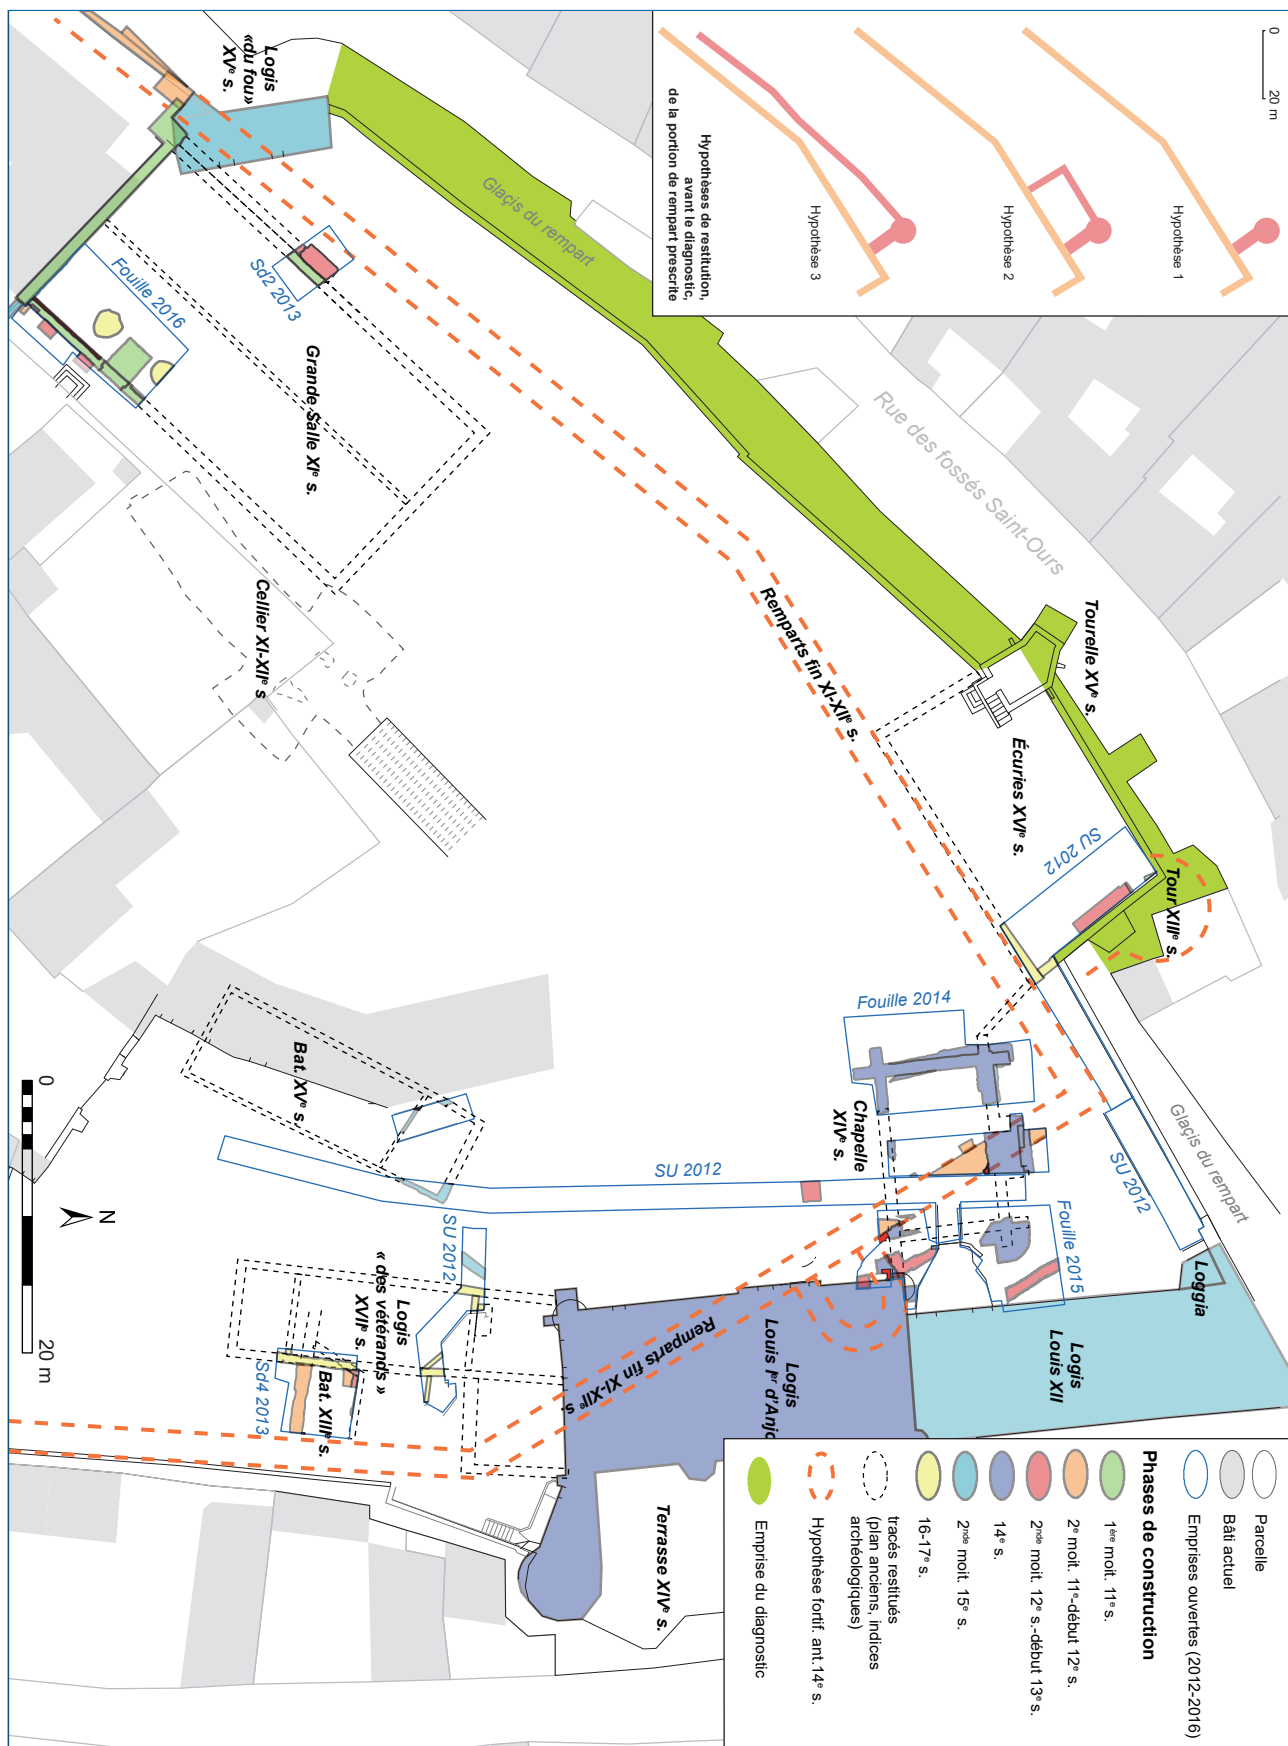 0 20 m
Hypothèse 1
Hypothèse 2
Hypothèse 3
Hypothèses de restitution,
avant le diagnostic,
de la portion de rempart prescrite
Logis
«du fou»
XVe s.
Glaçis du rempart
Sd2 2013
Fouille 2016
Grande Salle XIe s.
Rue des fossés Saint-Ours
Cellier XI-XIIe s
Remparts fin XI-XIIe s.
Tourelle XVe s.
Écuries XVIe s.
SU 2012
Tour XIIIe s.
Fouille 2014
Chapelle
XIVe s.
Bat. XVe s.
SU 2012
SU 2012
Glaçis du rempart
Fouille 2015
Loggia
Logis
Louis XII
Logis
Louis Ier d'Anjo
Remparts fin XI-XIIe s.
SU 2012
Logis
« des vétérands »
XVIIe s.
Bat. XIIIe s.
Sd4 2013
Terrasse XIVe s.
N
0 20 m
Parcelle
Bâti actuel
Emprises ouvertes (2012-2016)
Phases de construction
1ère moit. 11e s.
2e moit. 11e-début 12e s.
2nde moit. 12e s.-début 13e s.
14e s.
2nde moit. 15e s.
16-17e s.
tracés restitués
(plan anciens, indices
archéologiques)
Hypothèse fortif. ant.14e s.
Emprise du diagnostic